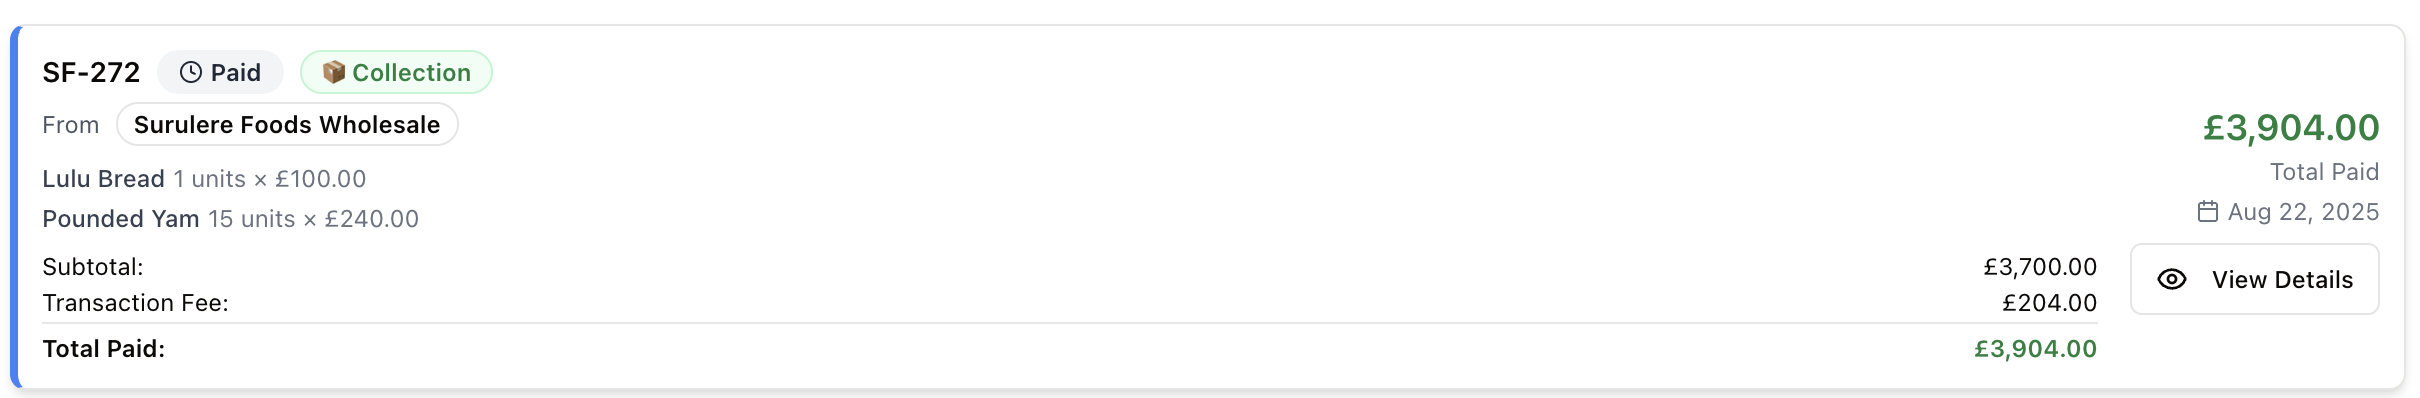 SF-272 Paid 📦 Collection
From Surulere Foods Wholesale
Lulu Bread 1 units × £100.00
Pounded Yam 15 units × £240.00
Subtotal: £3,700.00
Transaction Fee: £204.00
Total Paid: £3,904.00
£3,904.00
Total Paid
Aug 22, 2025
View Details